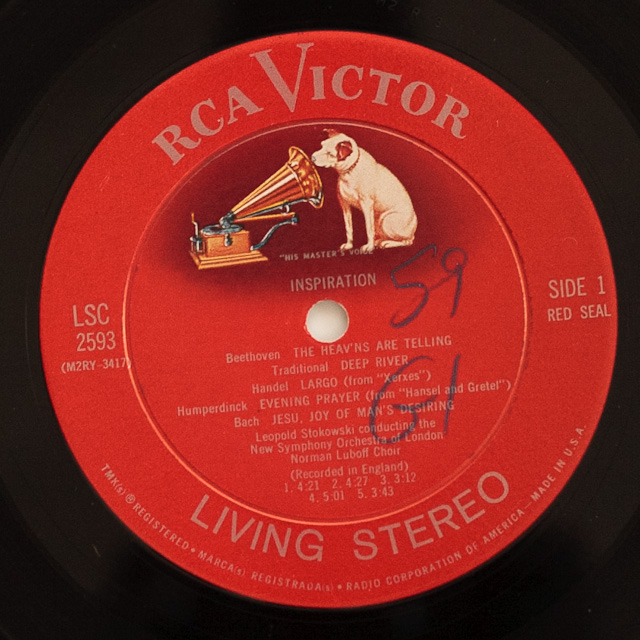 RCA VICTOR
"HIS MASTER'S VOICE"
INSPIRATION
59
LSC
2593
(M2RY-3417)
SIDE 1
RED SEAL
Beethoven THE HEAV'NS ARE TELLING
Traditional DEEP RIVER
Handel LARGO (from "Xerxes")
Humperdinck EVENING PRAYER (from "Hansel and Gretel")
Bach JESU, JOY OF MAN'S DESIRING
G1
Leopold Stokowski conducting the
New Symphony Orchestra of London
Norman Luboff Choir
(Recorded in England)
1. 4:21 2. 4:27 3. 3:12
4. 5:01 5. 3:43
LIVING STEREO
TMK(s) ® REGISTERED • MARCA(s) REGISTRADA(s) • RADIO CORPORATION OF AMERICA — MADE IN U.S.A.